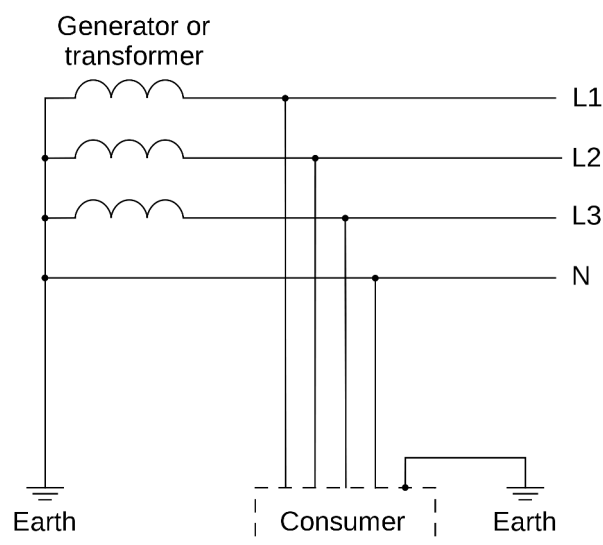 Generator or
transformer
L1
L2
L3
N
Earth
Consumer
Earth